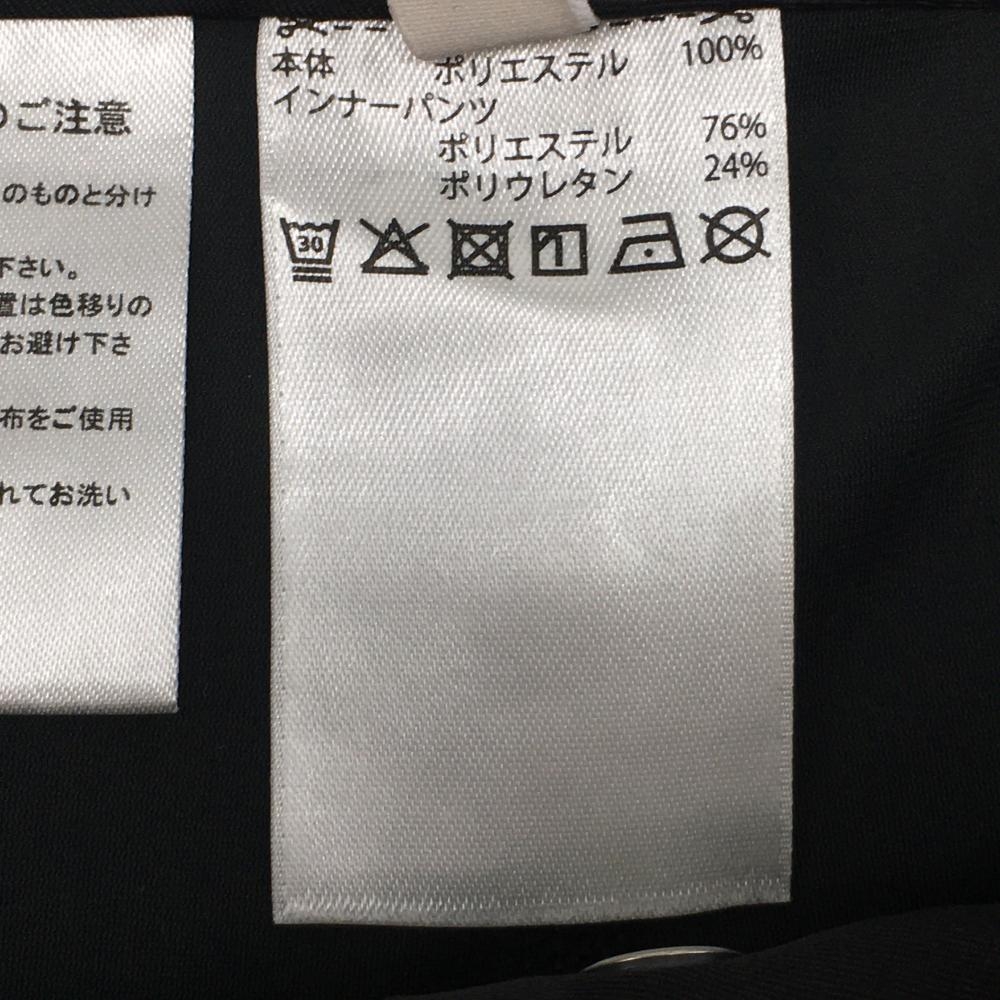 のご注意
のものと分け
下さい。
置は色移りの
お避け下さ
布をご使用
れてお洗い
本体 ポリエステル 100%
インナーパンツ
ポリエステル 76%
ポリウレタン 24%
30